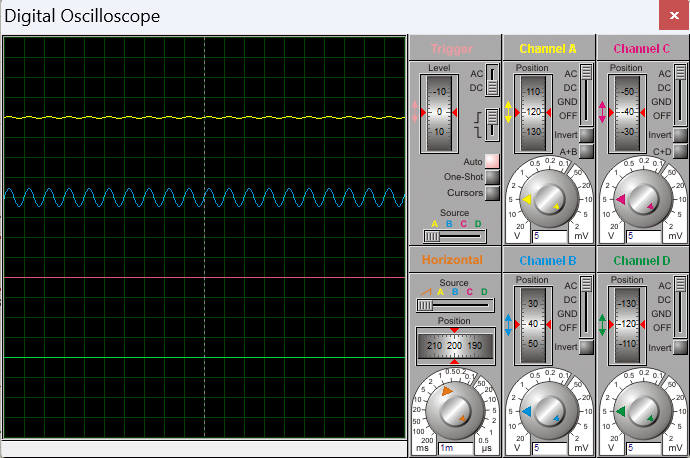 Digital Oscilloscope
×
Trigger
Level
-10
0
10
AC
DC
Auto
One-Shot
Cursors
Source
A B C D
Channel A
Position
110
120
130
AC
DC
GND
OFF
Invert
A+B
20 10 5 2 1 0.5 0.2 0.1 50 20 10 5 2
V 5 mV
Channel C
Position
-50
-40
-30
AC
DC
GND
OFF
Invert
C+D
20 10 5 2 1 0.5 0.2 0.1 50 20 10 5 2
V 5 mV
Horizontal
Source
A B C D
Position
210 200 190
200 100 50 20 10 5 2 1 0.5 0.2 0.1 50 20 10 5 2 1 0.5
ms 1m µs
Channel B
Position
30
40
50
AC
DC
GND
OFF
Invert
20 10 5 2 1 0.5 0.2 0.1 50 20 10 5 2
V 5 mV
Channel D
Position
-130
-120
-110
AC
DC
GND
OFF
Invert
20 10 5 2 1 0.5 0.2 0.1 50 20 10 5 2
V 5 mV